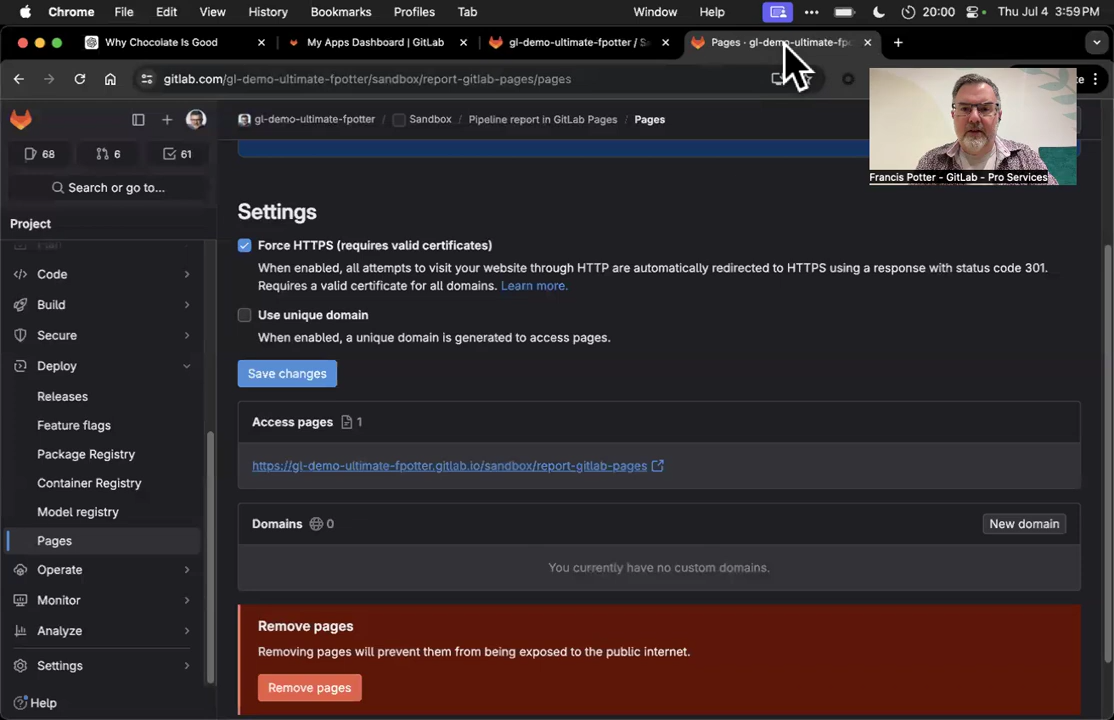 Chrome File Edit View History Bookmarks Profiles Tab Window Help 20:00 Thu Jul 4 3:59 PM
Why Chocolate Is Good
My Apps Dashboard | GitLab
gl-demo-ultimate-fpotter / S
Pages · gl-demo-ultimate-fp
gitlab.com/gl-demo-ultimate-fpotter/sandbox/report-gitlab-pages/pages
gl-demo-ultimate-fpotter / Sandbox / Pipeline report in GitLab Pages / Pages
68 6 61
Search or go to...
Francis Potter - GitLab - Pro Services
Project
Code
Build
Secure
Deploy
Releases
Feature flags
Package Registry
Container Registry
Model registry
Pages
Operate
Monitor
Analyze
Settings
Help
Settings
Force HTTPS (requires valid certificates)
When enabled, all attempts to visit your website through HTTP are automatically redirected to HTTPS using a response with status code 301.
Requires a valid certificate for all domains. Learn more.
Use unique domain
When enabled, a unique domain is generated to access pages.
Save changes
Access pages 1
https://gl-demo-ultimate-fpotter.gitlab.io/sandbox/report-gitlab-pages
Domains 0
New domain
You currently have no custom domains.
Remove pages
Removing pages will prevent them from being exposed to the public internet.
Remove pages